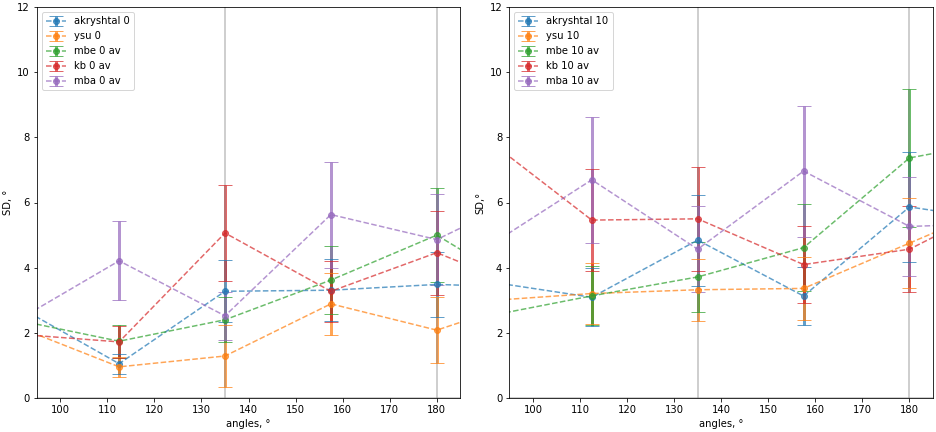 12
10
8
6
4
2
0
SD, °
akryshtal 0
ysu 0
mbe 0 av
kb 0 av
mba 0 av
100 110 120 130 140 150 160 170 180
angles, °
12
10
8
6
4
2
0
SD,°
akryshtal 10
ysu 10
mbe 10 av
kb 10 av
mba 10 av
100 110 120 130 140 150 160 170 180
angles, °